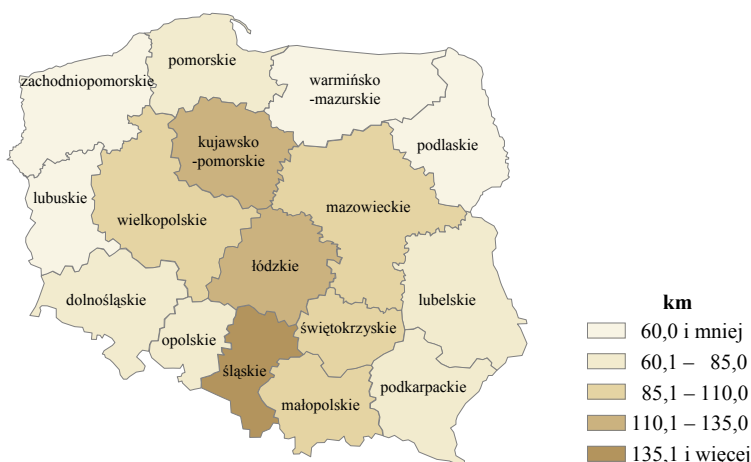 pomorskie
zachodniopomorskie
warmińsko
-mazurskie
podlaskie
kujawsko
-pomorskie
lubuskie
wielkopolskie
mazowieckie
łódzkie
dolnośląskie
lubelskie
opolskie
świętokrzyskie
śląskie
podkarpackie
małopolskie
km
60,0 i mniej
60,1 – 85,0
85,1 – 110,0
110,1 – 135,0
135,1 i więcej